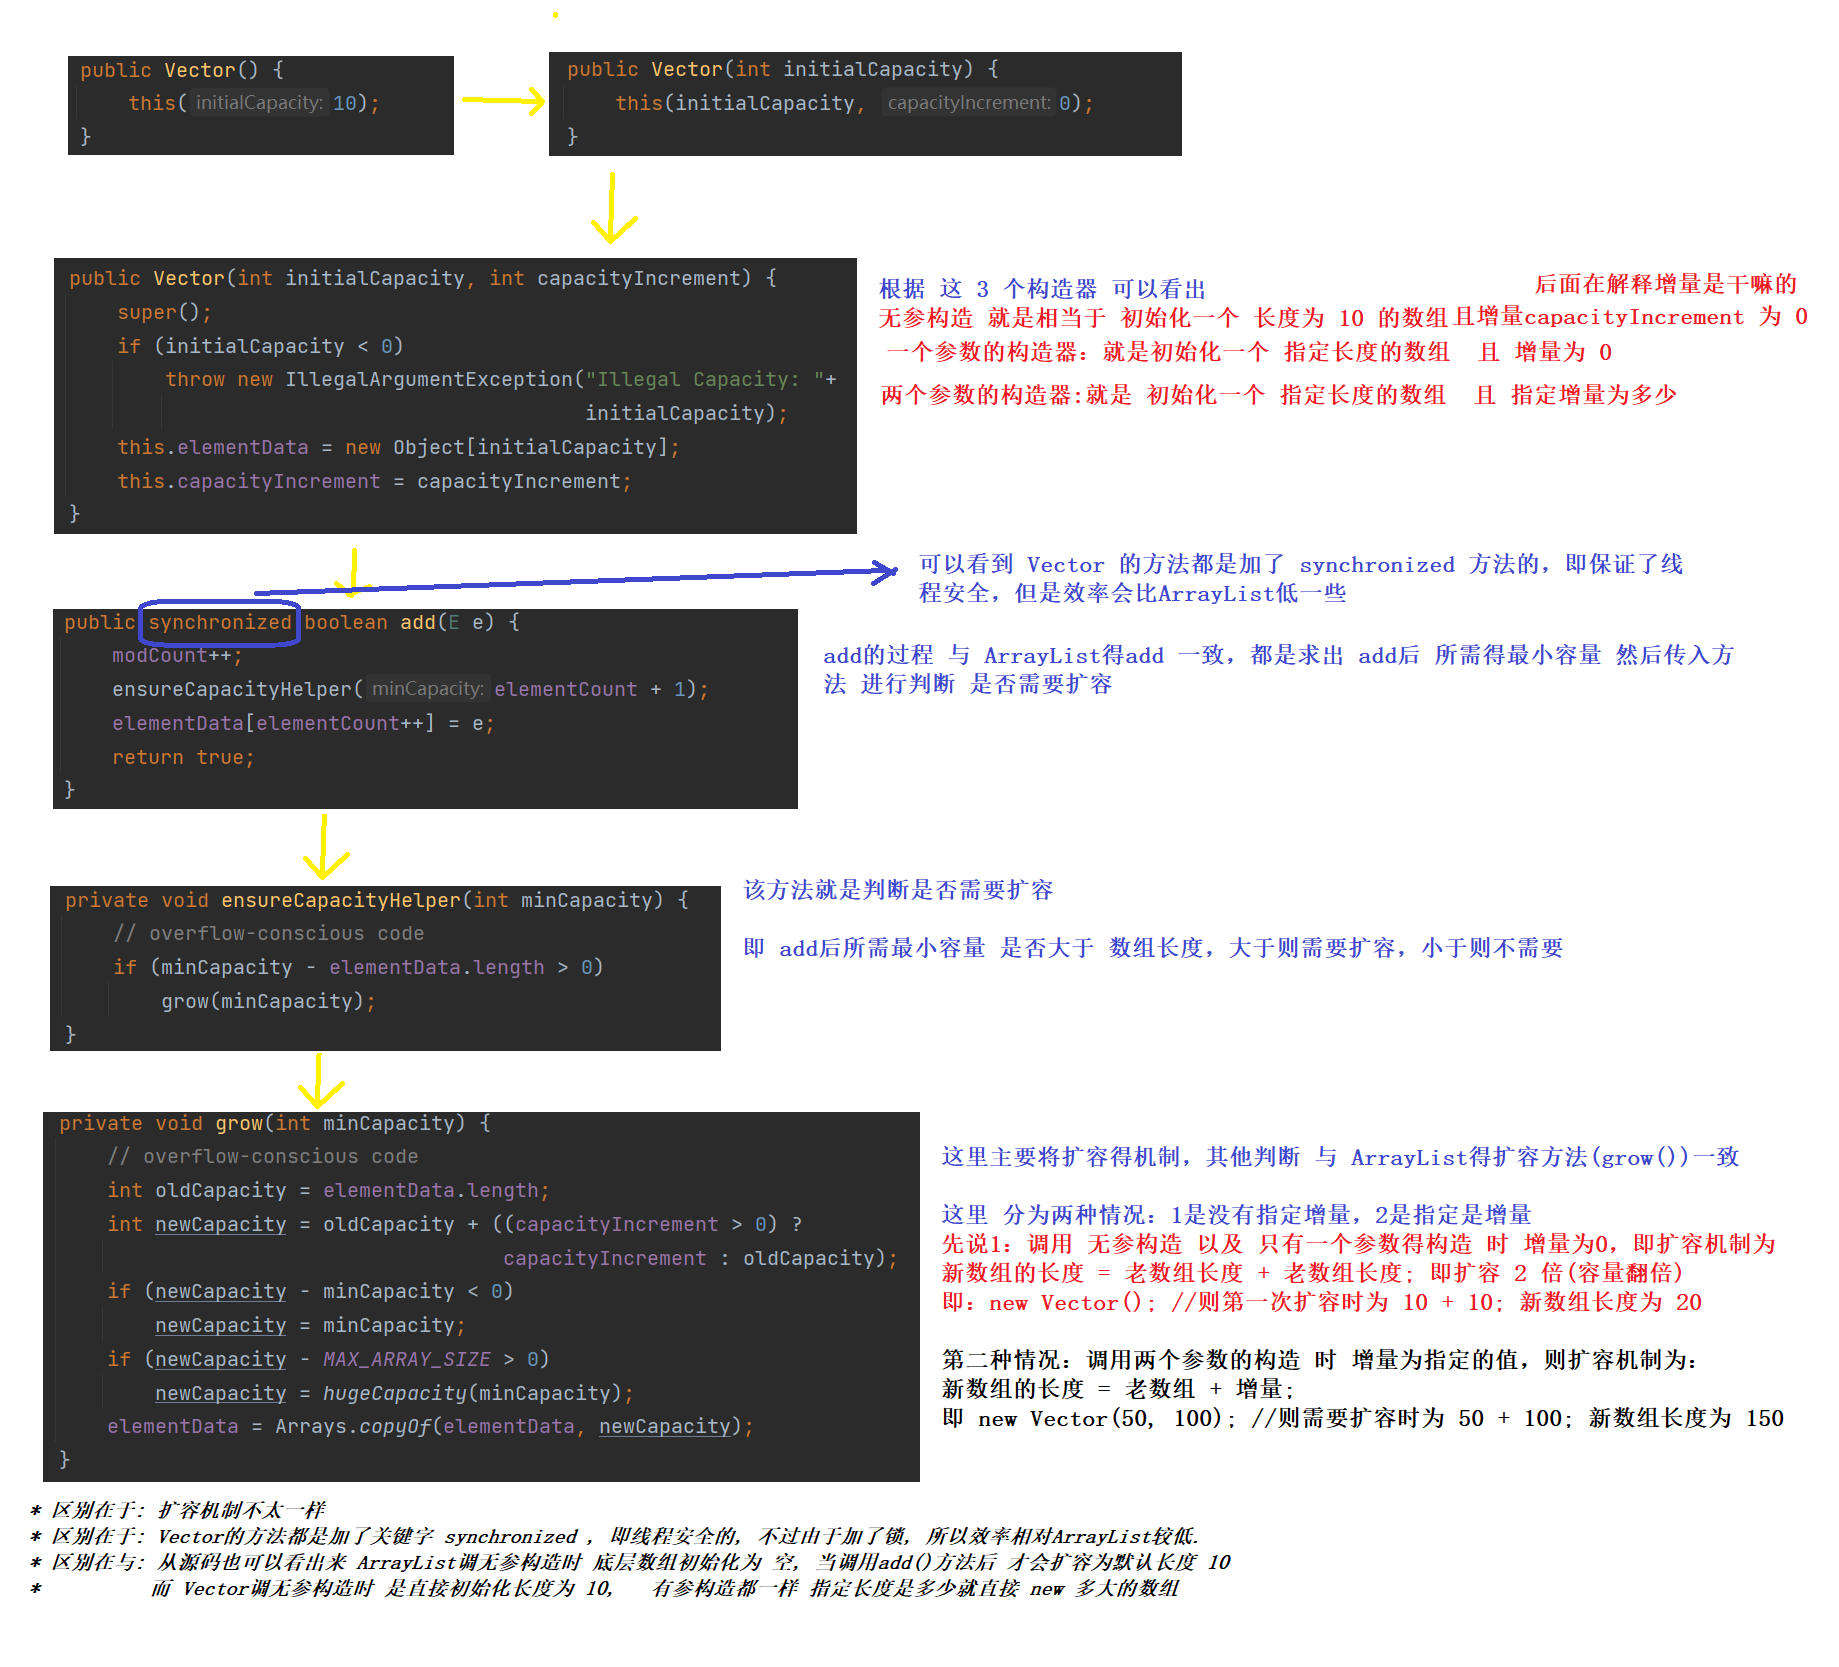 public Vector() {
this( initialCapacity: 10);
}
public Vector(int initialCapacity) {
this(initialCapacity, capacityIncrement: 0);
}
public Vector(int initialCapacity, int capacityIncrement) {
super();
if (initialCapacity < 0)
throw new IllegalArgumentException("Illegal Capacity: "+
initialCapacity);
this.elementData = new Object[initialCapacity];
this.capacityIncrement = capacityIncrement;
}
根据 这 3 个构造器 可以看出
后面在解释增量是干嘛的
无参构造 就是相当于 初始化一个 长度为 10 的数组且增量capacityIncrement 为 0
一个参数的构造器：就是初始化一个 指定长度的数组 且 增量为 0
两个参数的构造器:就是 初始化一个 指定长度的数组 且 指定增量为多少
可以看到 Vector 的方法都是加了 synchronized 方法的，即保证了线
程安全，但是效率会比ArrayList低一些
public synchronized boolean add(E e) {
modCount++;
ensureCapacityHelper( minCapacity: elementCount + 1);
elementData[elementCount++] = e;
return true;
}
add的过程 与 ArrayList得add 一致，都是求出 add后 所需得最小容量 然后传入方
法 进行判断 是否需要扩容
private void ensureCapacityHelper(int minCapacity) {
// overflow-conscious code
if (minCapacity - elementData.length > 0)
grow(minCapacity);
}
该方法就是判断是否需要扩容
即 add后所需最小容量 是否大于 数组长度，大于则需要扩容，小于则不需要
private void grow(int minCapacity) {
// overflow-conscious code
int oldCapacity = elementData.length;
int newCapacity = oldCapacity + ((capacityIncrement > 0) ?
capacityIncrement : oldCapacity);
if (newCapacity - minCapacity < 0)
newCapacity = minCapacity;
if (newCapacity - MAX_ARRAY_SIZE > 0)
newCapacity = hugeCapacity(minCapacity);
elementData = Arrays.copyOf(elementData, newCapacity);
}
这里主要将扩容得机制，其他判断 与 ArrayList得扩容方法(grow())一致
这里 分为两种情况：1是没有指定增量，2是指定是增量
先说1：调用 无参构造 以及 只有一个参数得构造 时 增量为0，即扩容机制为
新数组的长度 = 老数组长度 + 老数组长度; 即扩容 2 倍(容量翻倍)
即：new Vector(); //则第一次扩容时为 10 + 10; 新数组长度为 20
第二种情况：调用两个参数的构造 时 增量为指定的值，则扩容机制为：
新数组的长度 = 老数组 + 增量;
即 new Vector(50, 100); //则需要扩容时为 50 + 100; 新数组长度为 150
* 区别在于: 扩容机制不太一样
* 区别在于: Vector的方法都是加了关键字 synchronized , 即线程安全的, 不过由于加了锁, 所以效率相对ArrayList较低.
* 区别在与: 从源码也可以看出来 ArrayList调无参构造时 底层数组初始化为 空, 当调用add()方法后 才会扩容为默认长度 10
* 而 Vector调无参构造时 是直接初始化长度为 10, 有参构造都一样 指定长度是多少就直接 new 多大的数组